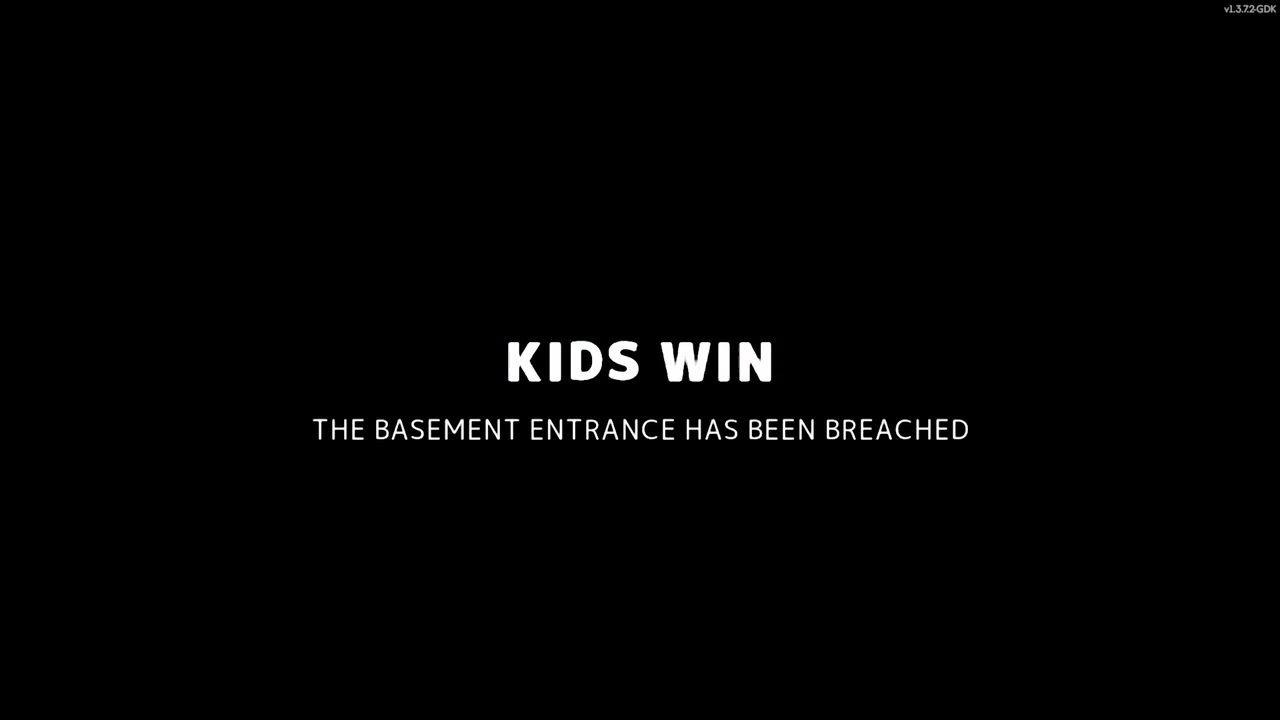 v1.3.7.2-GDK
KIDS WIN
THE BASEMENT ENTRANCE HAS BEEN BREACHED